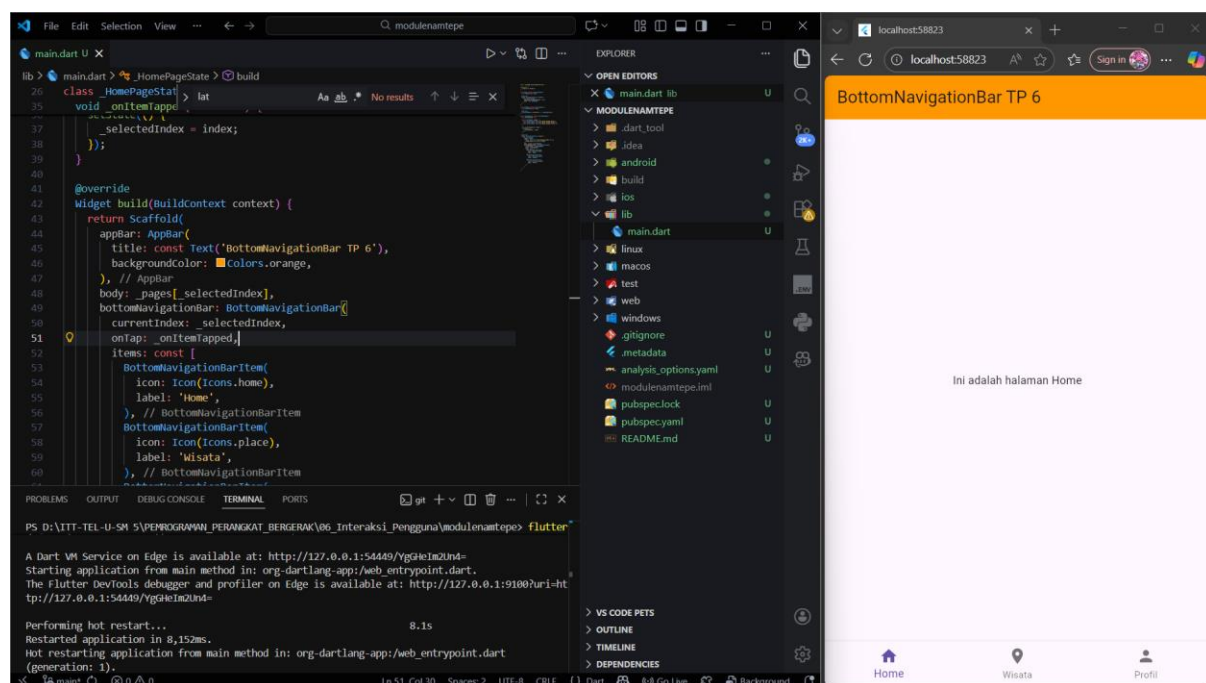 File Edit Selection View ··· modulenamtepe
main.dart U
lib > main.dart > _HomePageState > build
26 class _HomePageStat
35 void _onItemTappe
lat Aa ab .* No results
setState(() {
37 _selectedIndex = index;
38 });
39 }
40
41 @override
42 Widget build(BuildContext context) {
43 return Scaffold(
44 appBar: AppBar(
45 title: const Text('BottomNavigationBar TP 6'),
46 backgroundColor: Colors.orange,
47 ), // AppBar
48 body: _pages[_selectedIndex],
49 bottomNavigationBar: BottomNavigationBar(
50 currentIndex: _selectedIndex,
51 onTap: _onItemTapped,
52 items: const [
53 BottomNavigationBarItem(
54 icon: Icon(Icons.home),
55 label: 'Home',
56 ), // BottomNavigationBarItem
57 BottomNavigationBarItem(
58 icon: Icon(Icons.place),
59 label: 'Wisata',
60 ), // BottomNavigationBarItem
PROBLEMS OUTPUT DEBUG CONSOLE TERMINAL PORTS git
PS D:\ITT-TEL-U-SM 5\PEMROGRAMAN_PERANGKAT_BERGERAK\06_Interaksi_Pengguna\modulenamtepe> flutter
A Dart VM Service on Edge is available at: http://127.0.0.1:54449/YgGHeIm2Un4=
Starting application from main method in: org-dartlang-app:/web_entrypoint.dart.
The Flutter DevTools debugger and profiler on Edge is available at: http://127.0.0.1:9100?uri=ht
tp://127.0.0.1:54449/YgGHeIm2Un4=
Performing hot restart... 8.1s
Restarted application in 8,152ms.
Hot restarting application from main method in: org-dartlang-app:/web_entrypoint.dart
(generation: 1).
main* 0 0 Ln 51, Col 30 Spaces: 2 UTF-8 CRLF {} Dart Go Live Background
EXPLORER
OPEN EDITORS
main.dart lib U
MODULENAMTEPE
.dart_tool
.idea
android
build
ios
lib
main.dart U
linux
macos
test
web
windows
.gitignore U
.metadata U
analysis_options.yaml U
modulenamtepe.iml
pubspec.lock U
pubspec.yaml U
README.md U
VS CODE PETS
OUTLINE
TIMELINE
DEPENDENCIES
2K+
.ENV
localhost:58823
localhost:58823 Sign in
BottomNavigationBar TP 6
Ini adalah halaman Home
Home Wisata Profil